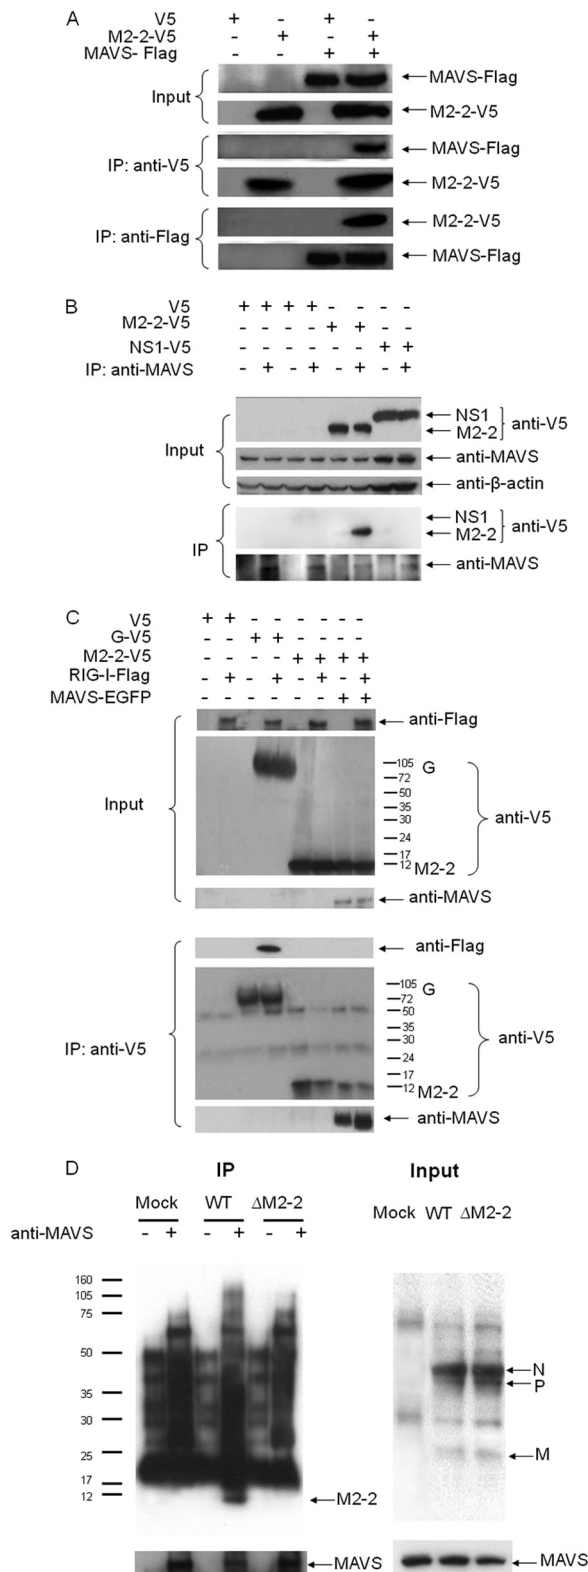 A
V5 + - + -
M2-2-V5 - + - +
MAVS- Flag - - + +
Input
MAVS-Flag
M2-2-V5
IP: anti-V5
MAVS-Flag
M2-2-V5
IP: anti-Flag
M2-2-V5
MAVS-Flag
B
V5 + + + + - - - -
M2-2-V5 - - - - + + - -
NS1-V5 - - - - - - + +
IP: anti-MAVS - + - + - + - +
Input
NS1
M2-2
anti-V5
anti-MAVS
anti-β-actin
IP
NS1
M2-2
anti-V5
anti-MAVS
C
V5 + + - - - - - -
G-V5 - - + + - - - -
M2-2-V5 - - - - + + + +
RIG-I-Flag - + - + - + - +
MAVS-EGFP - - - - - - + +
Input
anti-Flag
105 G
72
50
35
30
24
17
12 M2-2
anti-V5
anti-MAVS
IP: anti-V5
anti-Flag
105 G
72
50
35
30
24
17
12 M2-2
anti-V5
anti-MAVS
D
IP
Mock WT ΔM2-2
anti-MAVS - + - + - +
160
105
75
50
35
30
25
17
12
M2-2
MAVS
Input
Mock WT ΔM2-2
N
P
M
MAVS